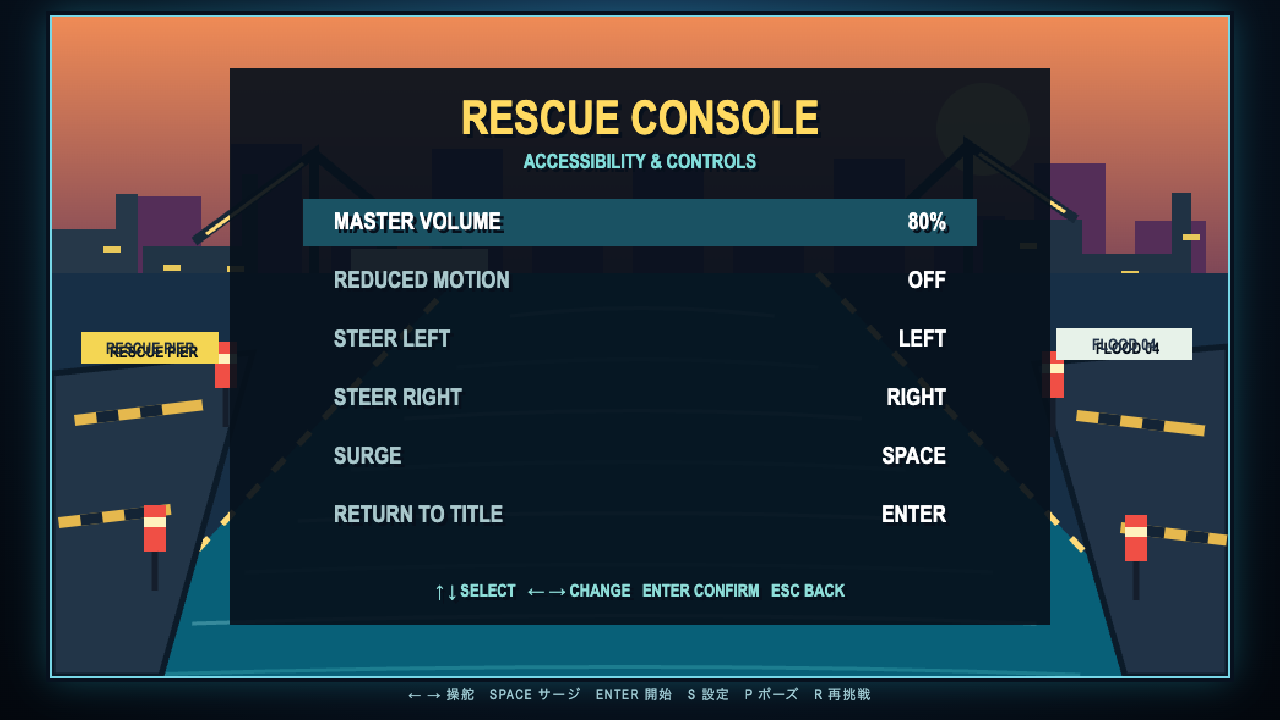 RESCUE CONSOLE
ACCESSIBILITY & CONTROLS
MASTER VOLUME 80%
REDUCED MOTION OFF
RESCUE PIER
STEER LEFT LEFT
FLOOD 04
STEER RIGHT RIGHT
SURGE SPACE
RETURN TO TITLE ENTER
↑↓ SELECT ←→ CHANGE ENTER CONFIRM ESC BACK
← → 操舵 SPACE サージ ENTER 開始 S 設定 P ポーズ R 再挑戦